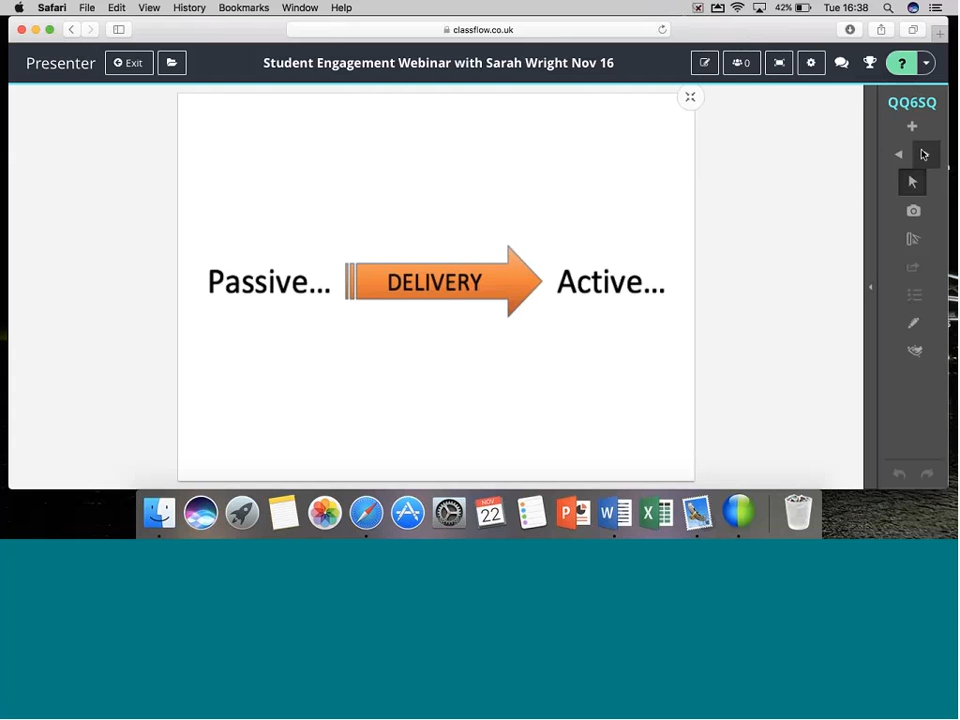 Safari File Edit View History Bookmarks Window Help 42% Tue 16:38
classflow.co.uk
Presenter Exit Student Engagement Webinar with Sarah Wright Nov 16 0 ?
QQ6SQ
Passive... DELIVERY Active...
NOV
22
P W X